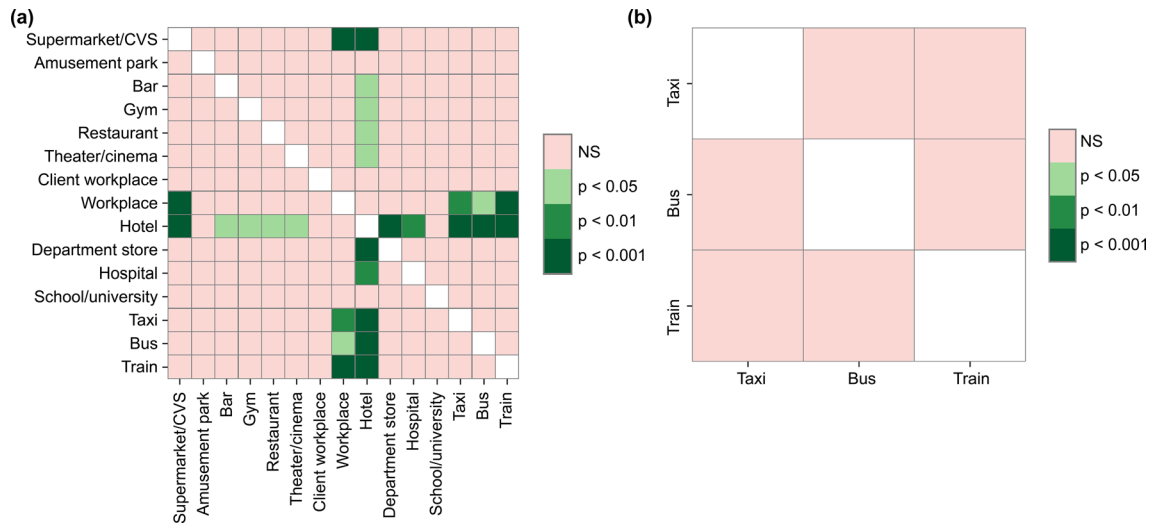 (a)
Supermarket/CVS
Amusement park
Bar
Gym
Restaurant
Theater/cinema
Client workplace
Workplace
Hotel
Department store
Hospital
School/university
Taxi
Bus
Train
Supermarket/CVS
Amusement park
Bar
Gym
Restaurant
Theater/cinema
Client workplace
Workplace
Hotel
Department store
Hospital
School/university
Taxi
Bus
Train
NS
p < 0.05
p < 0.01
p < 0.001
(b)
Taxi
Bus
Train
Taxi
Bus
Train
NS
p < 0.05
p < 0.01
p < 0.001